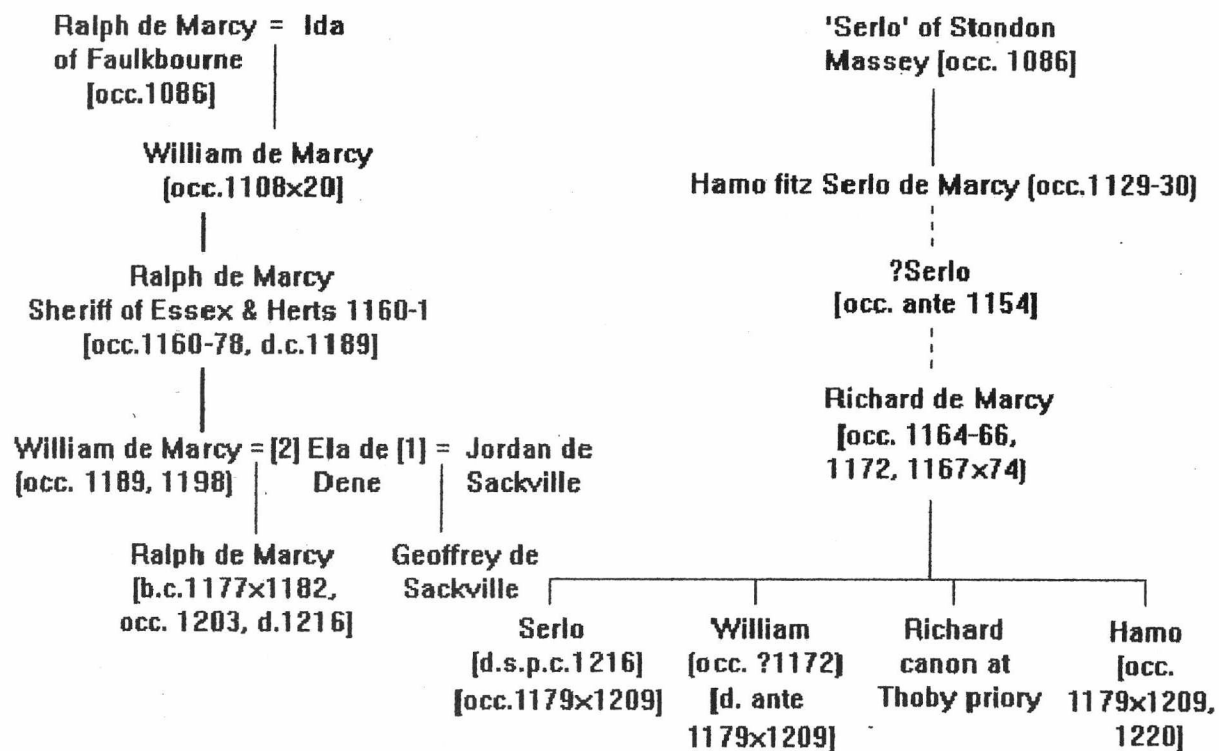 Ralph de Marcy = Ida
of Faulkbourne
[occ.1086]
William de Marcy
[occ.1108x20]
Ralph de Marcy
Sheriff of Essex & Herts 1160-1
[occ.1160-78, d.c.1189]
William de Marcy = [2] Ela de [1] = Jordan de
(occ. 1189, 1198) Dene Sackville
Ralph de Marcy
[b.c.1177x1182,
occ. 1203, d.1216]
Geoffrey de
Sackville
'Serlo' of Stondon
Massey [occ. 1086]
Hamo fitz Serlo de Marcy (occ.1129-30)
?Serlo
[occ. ante 1154]
Richard de Marcy
[occ. 1164-66,
1172, 1167x74)
Serlo
[d.s.p.c.1216]
[occ.1179x1209]
William
(occ. ?1172)
[d. ante
1179x1209]
Richard
canon at
Thoby priory
Hamo
[occ.
1179x1209,
1220]